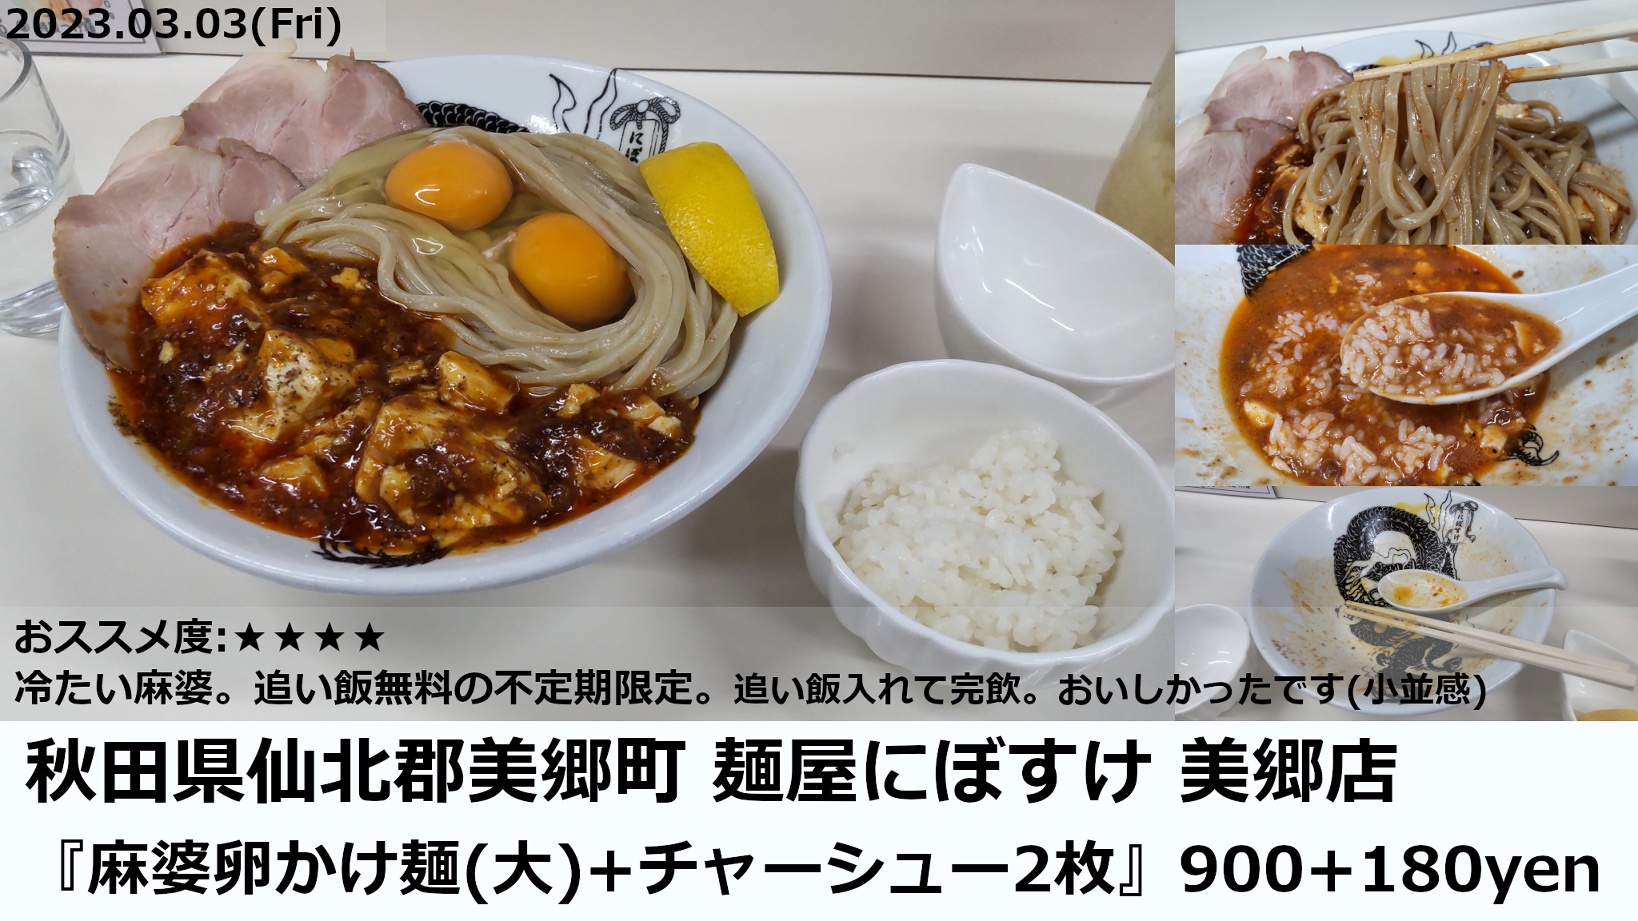 2023.03.03(Fri)
にぼ
おススメ度:★★★★
冷たい麻婆。追い飯無料の不定期限定。追い飯入れて完飲。おいしかったです(小並感)
秋田県仙北郡美郷町 麺屋にぼすけ 美郷店
『麻婆卵かけ麺(大)+チャーシュー2枚』900+180yen